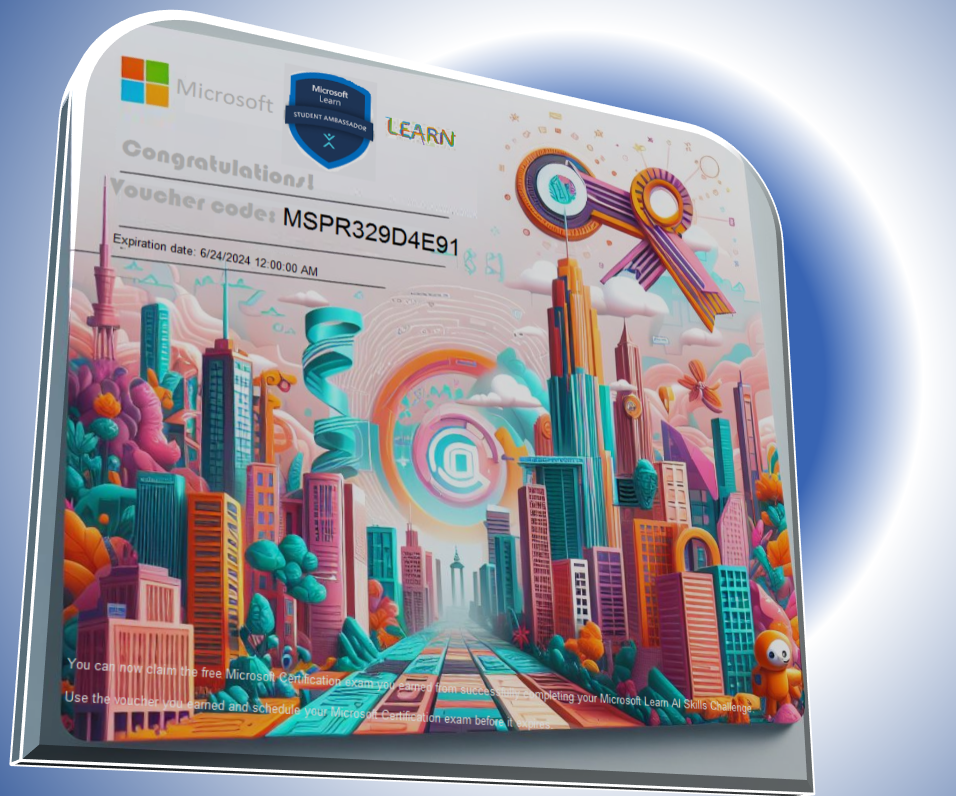 Microsoft
Microsoft
Learn
STUDENT AMBASSADOR
LEARN
Congratulations!
Voucher code: MSPR329D4E91
Expiration date: 6/24/2024 12:00:00 AM
You can now claim the free Microsoft Certification exam you earned from successfully completing your Microsoft Learn AI Skills Challenge.
Use the voucher you earned and schedule your Microsoft Certification exam before it expires.